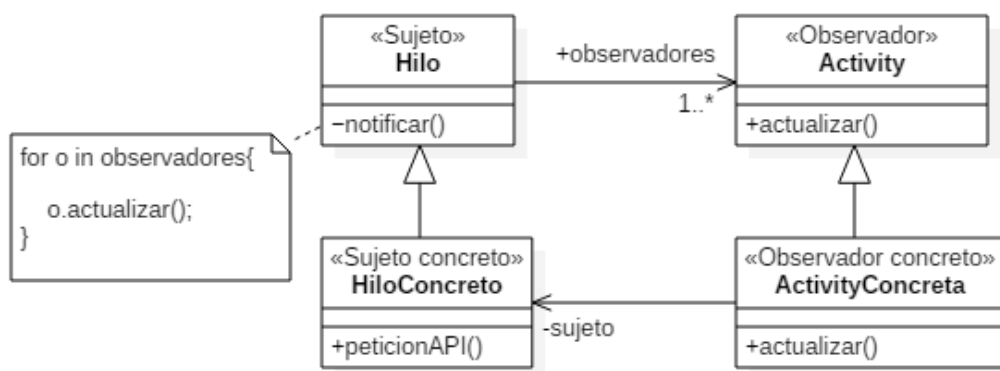 «Sujeto»
Hilo
−notificar()
+observadores
1..*
«Observador»
Activity
+actualizar()
for o in observadores{
o.actualizar();
}
«Sujeto concreto»
HiloConcreto
+peticionAPI()
-sujeto
«Observador concreto»
ActivityConcreta
+actualizar()